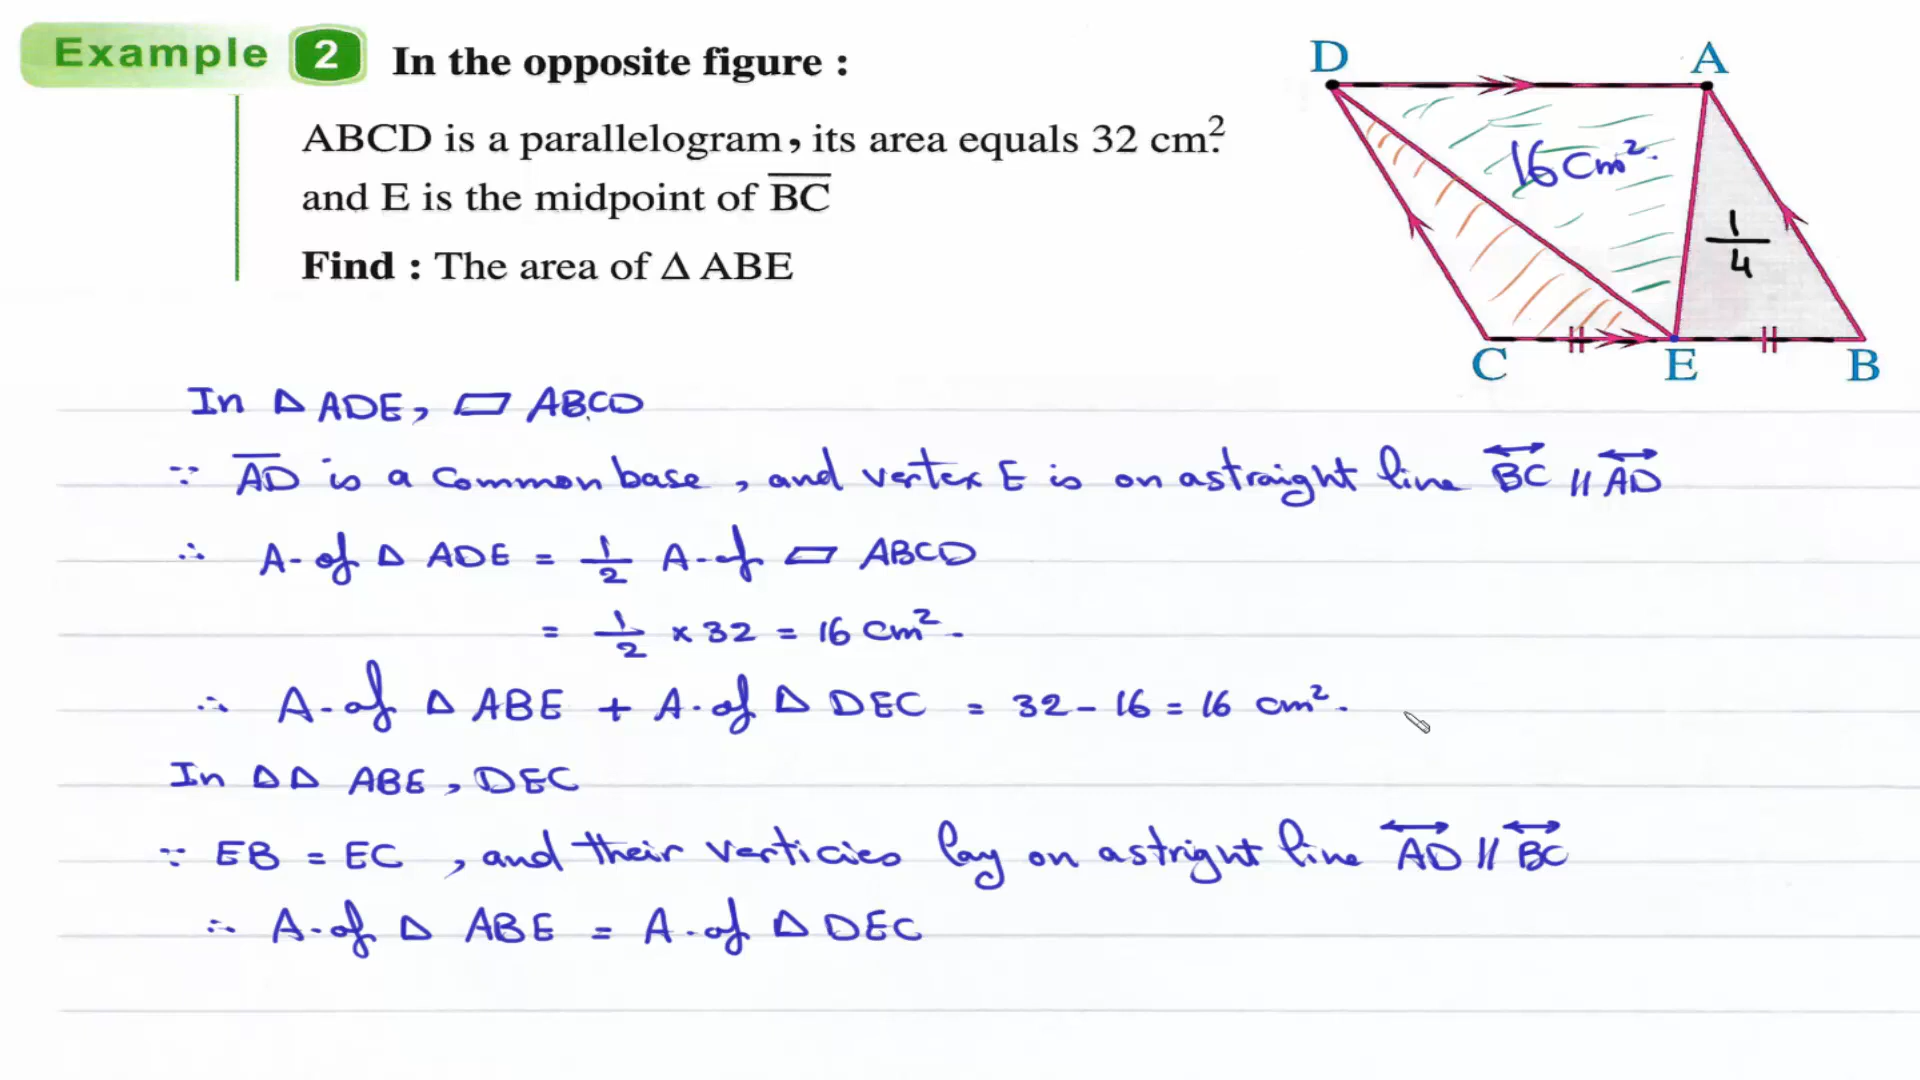 Example 2 In the opposite figure :
ABCD is a parallelogram, its area equals 32 cm².
and E is the midpoint of B̅C̅
Find : The area of Δ ABE
D A
16 cm².
1/4
C E B
In Δ ADE, ▱ ABCD
∵ A̅D̅ is a common base, and vertex E is on astraight line BC↔ // AD↔
∴ A. of Δ ADE = 1/2 A. of ▱ ABCD
= 1/2 × 32 = 16 cm².
∴ A. of Δ ABE + A. of Δ DEC = 32 - 16 = 16 cm².
In ΔΔ ABE, DEC
∵ EB = EC, and their verticies lay on astright line AD↔ // BC↔
∴ A. of Δ ABE = A. of Δ DEC